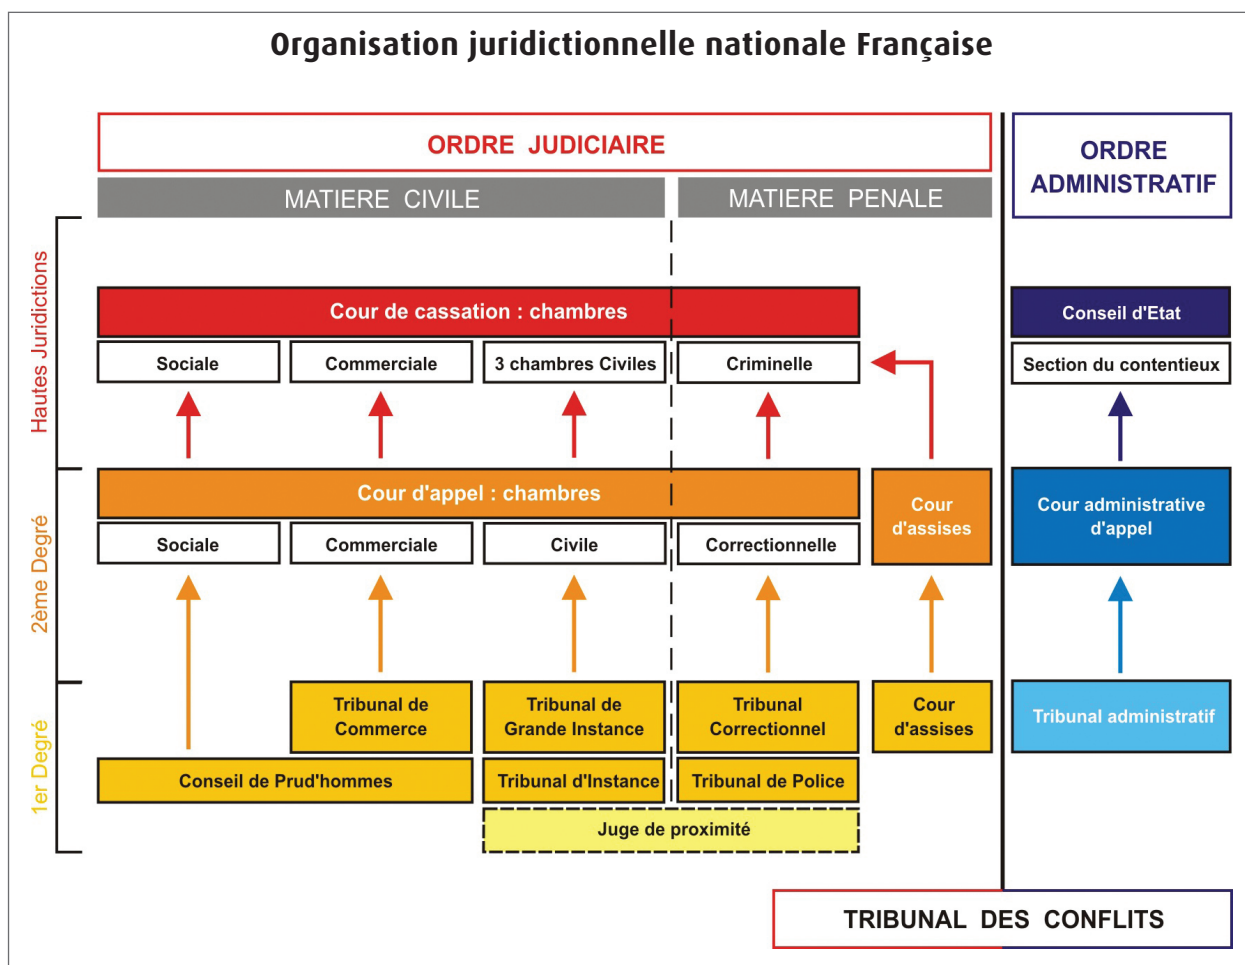 Organisation juridictionnelle nationale Française
ORDRE JUDICIAIRE
ORDRE
ADMINISTRATIF
MATIERE CIVILE
MATIERE PENALE
Hautes Juridictions
Cour de cassation : chambres
Conseil d'Etat
Sociale
Commerciale
3 chambres Civiles
Criminelle
Section du contentieux
2ème Degré
Cour d'appel : chambres
Cour
d'assises
Cour administrative
d'appel
Sociale
Commerciale
Civile
Correctionnelle
1er Degré
Tribunal de
Commerce
Tribunal de
Grande Instance
Tribunal
Correctionnel
Cour
d'assises
Tribunal administratif
Conseil de Prud'hommes
Tribunal d'Instance
Tribunal de Police
Juge de proximité
TRIBUNAL DES CONFLITS